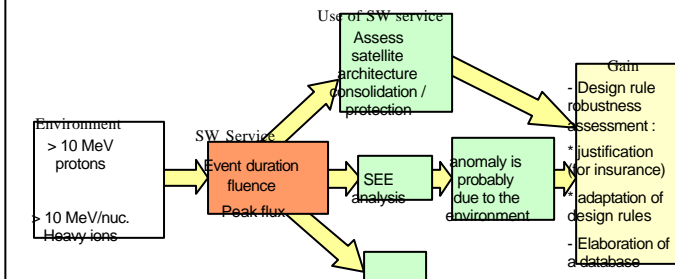 Use of SW service
Assess
satellite
architecture
consolidation /
protection
Gain
- Design rule
robustness
assessment :
* justification
(for insurance)
* adaptation of
design rules
- Elaboration of
a database
Environment
> 10 MeV
protons
> 10 MeV/nuc.
Heavy ions
SW Service
Event duration
fluence
Peak flux
SEE
analysis
anomaly is
probably
due to the
environment